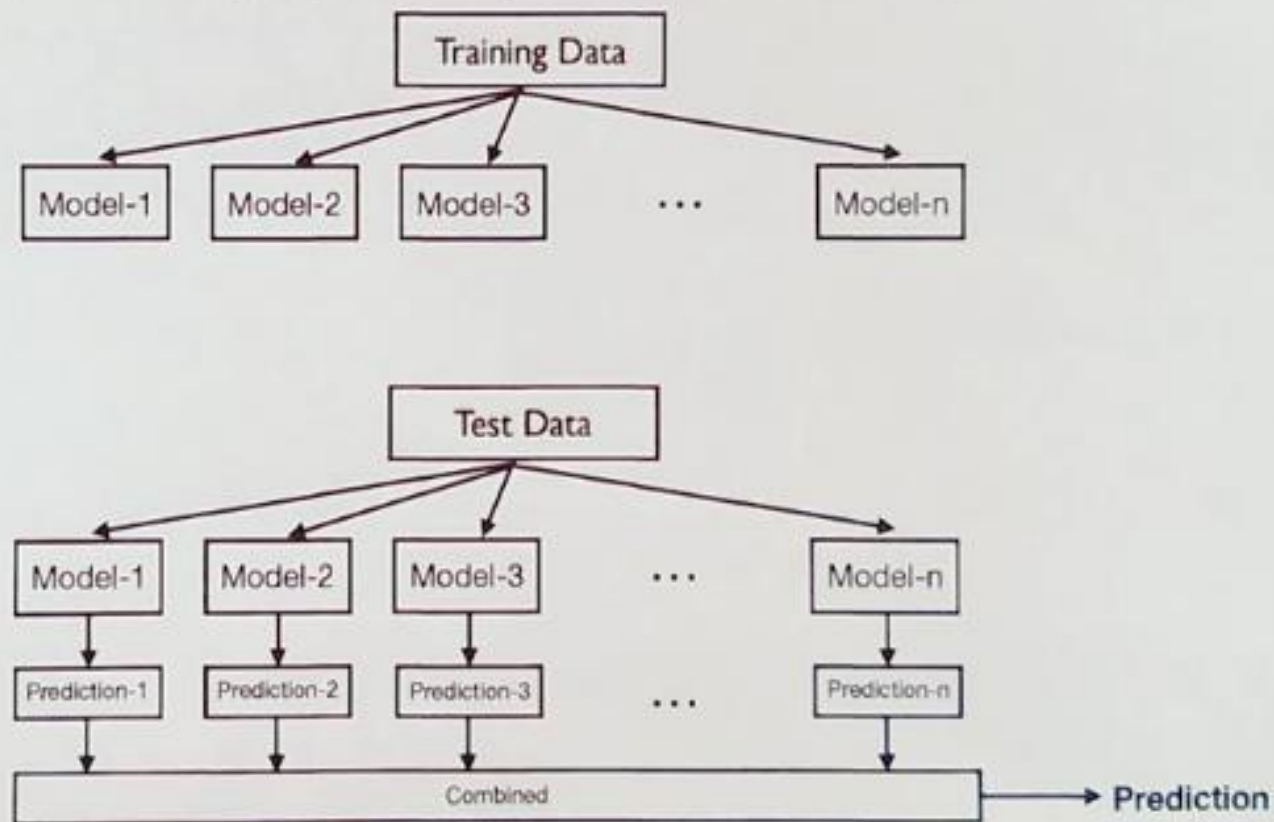 Training Data
Model-1 Model-2 Model-3 ... Model-n
Test Data
Model-1 Model-2 Model-3 ... Model-n
Prediction-1 Prediction-2 Prediction-3 ... Prediction-n
Combined
Prediction